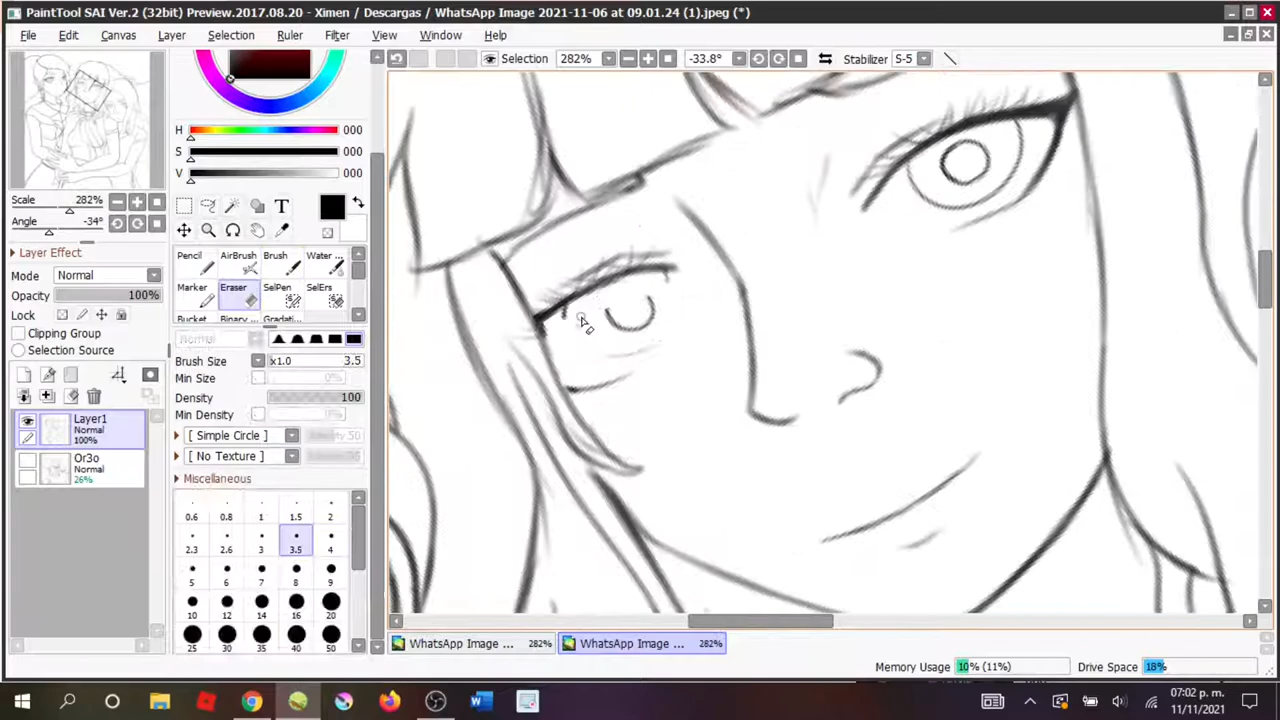 PaintTool SAI Ver.2 (32bit) Preview.2017.08.20 - Ximen / Descargas / WhatsApp Image 2021-11-06 at 09.01.24 (1).jpeg (*)
File Edit Canvas Layer Selection Ruler Filter View Window Help
Selection 282% -33.8° Stabilizer S-5
H 000
S 000
V 000
Scale 282%
Angle -34°
Layer Effect
Mode Normal
Opacity 100%
Lock
Clipping Group
Selection Source
Layer1
Normal
100%
Or3o
Normal
26%
T
Pencil AirBrush Brush Water ...
Marker Eraser SelPen SelErs
Bucket Binary ... Gradati...
Normal
Brush Size x1.0 3.5
Min Size 0%
Density 100
Min Density 0%
[ Simple Circle ]
[ No Texture ]
Miscellaneous
0.6 0.8 1 1.5 2
2.3 2.6 3 3.5 4
5 6 7 8 9
10 12 14 16 20
25 30 35 40 50
WhatsApp Image ... 282% WhatsApp Image ... 282%
Memory Usage 10% (11%) Drive Space 18%
07:02 p. m.
11/11/2021